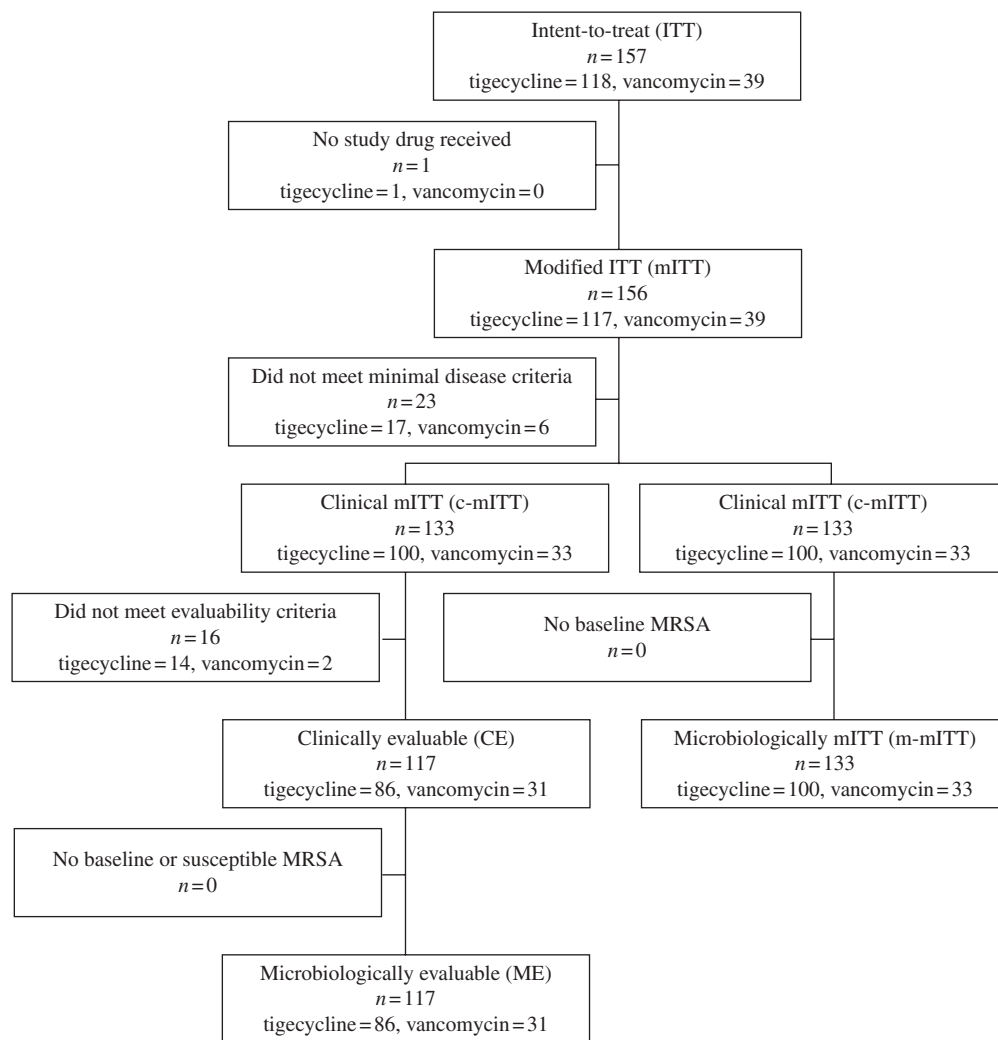 Intent-to-treat (ITT)
n=157
tigecycline=118, vancomycin=39
No study drug received
n=1
tigecycline=1, vancomycin=0
Modified ITT (mITT)
n=156
tigecycline=117, vancomycin=39
Did not meet minimal disease criteria
n=23
tigecycline=17, vancomycin=6
Clinical mITT (c-mITT)
n=133
tigecycline=100, vancomycin=33
Clinical mITT (c-mITT)
n=133
tigecycline=100, vancomycin=33
Did not meet evaluability criteria
n=16
tigecycline=14, vancomycin=2
No baseline MRSA
n=0
Clinically evaluable (CE)
n=117
tigecycline=86, vancomycin=31
Microbiologically mITT (m-mITT)
n=133
tigecycline=100, vancomycin=33
No baseline or susceptible MRSA
n=0
Microbiologically evaluable (ME)
n=117
tigecycline=86, vancomycin=31